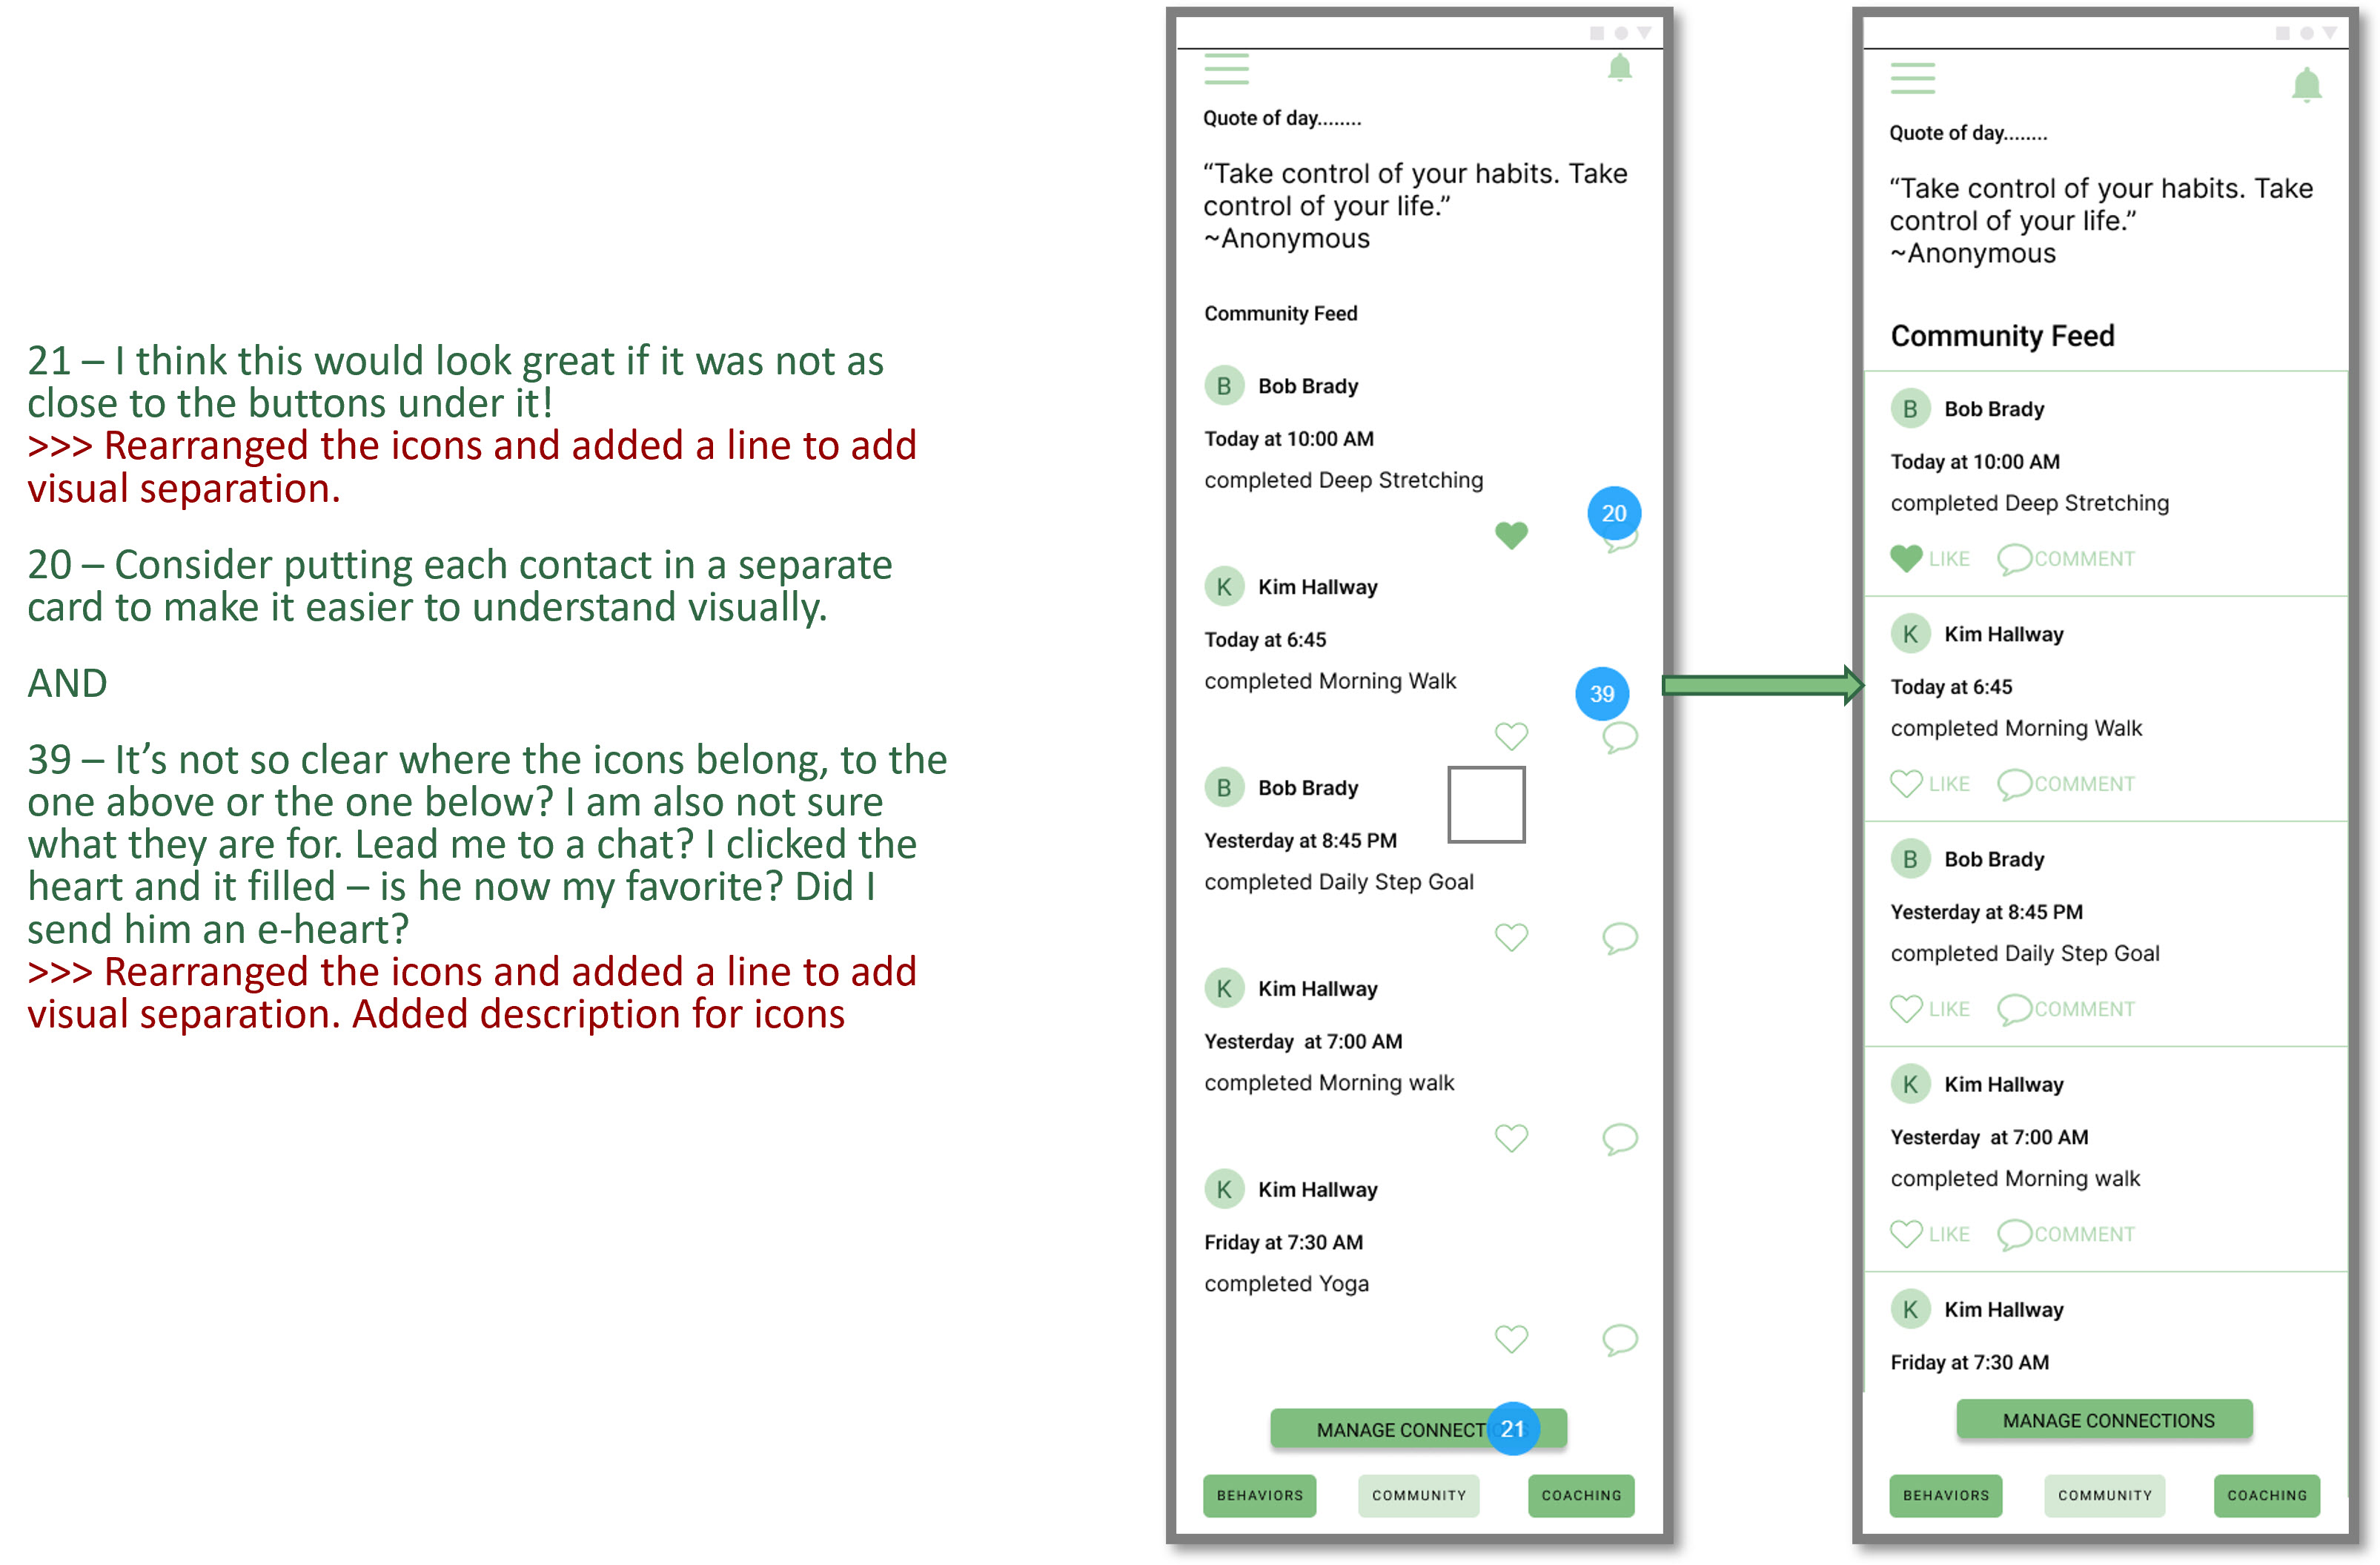 21 – I think this would look great if it was not as
close to the buttons under it!
>>> Rearranged the icons and added a line to add
visual separation.
20 – Consider putting each contact in a separate
card to make it easier to understand visually.
AND
39 – It’s not so clear where the icons belong, to the
one above or the one below? I am also not sure
what they are for. Lead me to a chat? I clicked the
heart and it filled – is he now my favorite? Did I
send him an e-heart?
>>> Rearranged the icons and added a line to add
visual separation. Added description for icons
Quote of day........
“Take control of your habits. Take
control of your life.”
~Anonymous
Community Feed
B Bob Brady
Today at 10:00 AM
completed Deep Stretching
20
K Kim Hallway
Today at 6:45
completed Morning Walk
39
B Bob Brady
Yesterday at 8:45 PM
completed Daily Step Goal
K Kim Hallway
Yesterday  at 7:00 AM
completed Morning walk
K Kim Hallway
Friday at 7:30 AM
completed Yoga
MANAGE 21
BEHAVIORS COMMUNITY COACHING
Quote of day........
“Take control of your habits. Take
control of your life.”
~Anonymous
Community Feed
B Bob Brady
Today at 10:00 AM
completed Deep Stretching
LIKE COMMENT
K Kim Hallway
Today at 6:45
completed Morning Walk
LIKE COMMENT
B Bob Brady
Yesterday at 8:45 PM
completed Daily Step Goal
LIKE COMMENT
K Kim Hallway
Yesterday  at 7:00 AM
completed Morning walk
LIKE COMMENT
K Kim Hallway
Friday at 7:30 AM
MANAGE CONNECTIONS
BEHAVIORS COMMUNITY COACHING